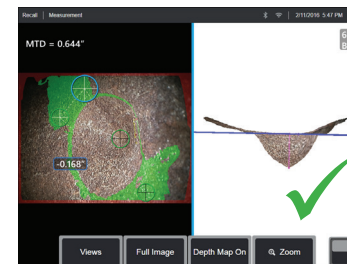 Recall | Measurement
2/11/2016 5:47 PM
MTD = 0.644"
6
B
-0.168"
Views
Full Image
Depth Map On
Zoom